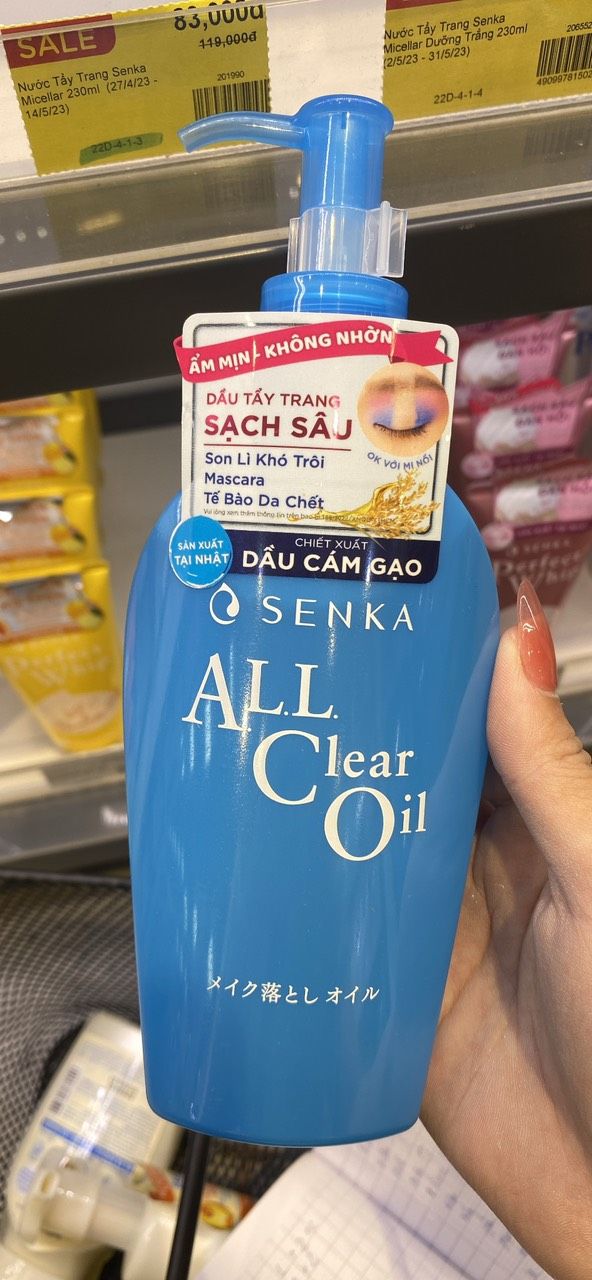 SALE
83,000đ
119,000đ
Nước Tẩy Trang Senka
Micellar 230ml (27/4/23 -
14/5/23)
201990
22D-4-1-3
Nước Tẩy Trang Senka
Micellar Dưỡng Trắng 230ml
(2/5/23 - 31/5/23)
22D-4-1-4
ẨM MỊN - KHÔNG NHỜN
DẦU TẨY TRANG
SẠCH SÂU
Son Lì Khó Trôi
Mascara
Tế Bào Da Chết
OK VỚI MI NỐI
SẢN XUẤT
TẠI NHẬT
CHIẾT XUẤT
DẦU CÁM GẠO
SENKA
A.L.L.
Clear
Oil
メイク落とし オイル